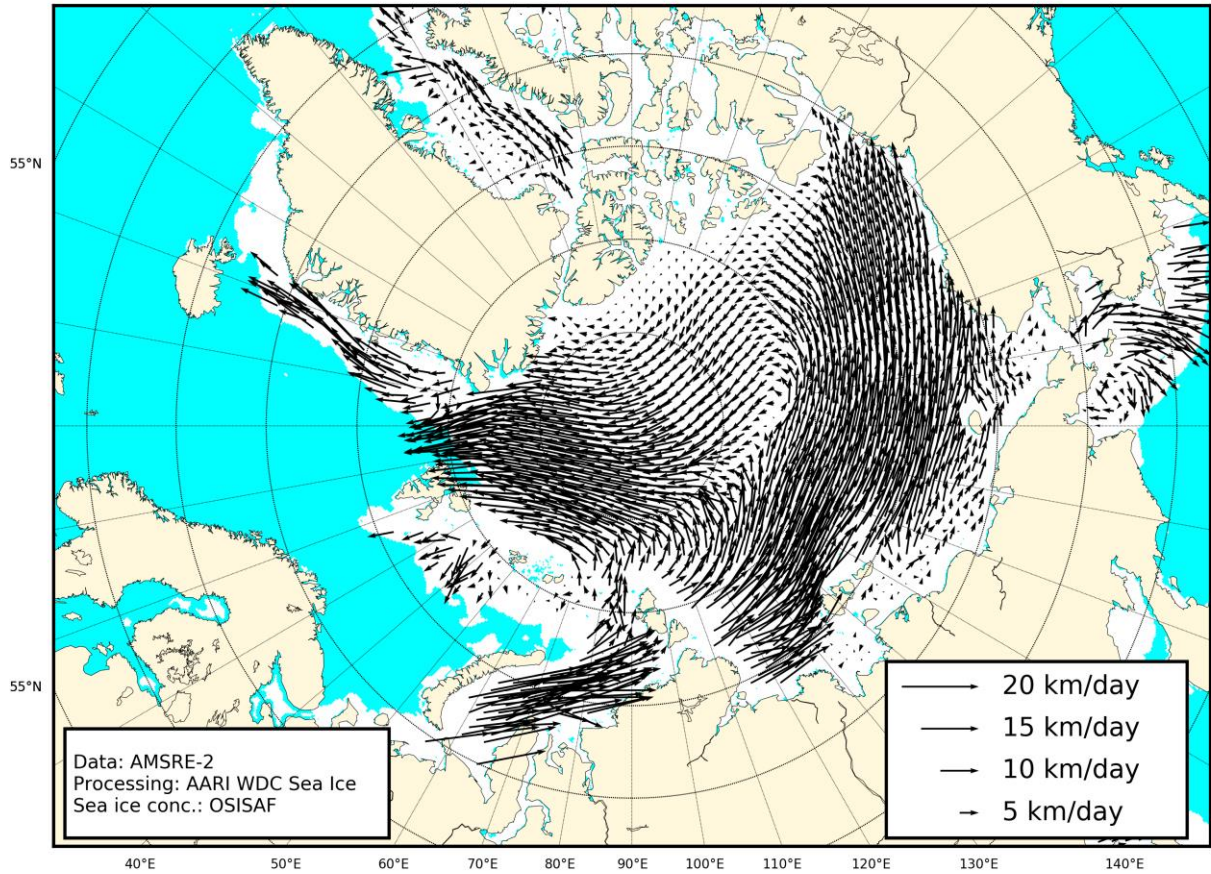 55°N
55°N
20 km/day
15 km/day
10 km/day
5 km/day
Data: AMSRE-2
Processing: AARI WDC Sea Ice
Sea ice conc.: OSISAF
40°E 50°E 60°E 70°E 80°E 90°E 100°E 110°E 120°E 130°E 140°E